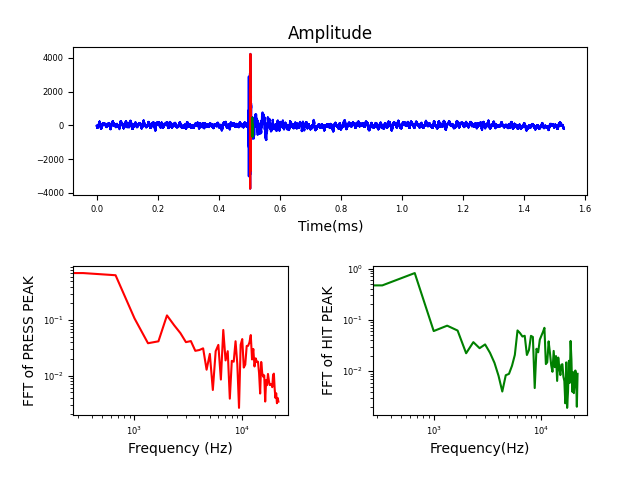 Amplitude
4000
2000
0
−2000
−4000
0.0 0.2 0.4 0.6 0.8 1.0 1.2 1.4 1.6
Time(ms)
FFT of PRESS PEAK
10⁻¹
10⁻²
10³ 10⁴
Frequency (Hz)
FFT of HIT PEAK
10⁰
10⁻¹
10⁻²
10³ 10⁴
Frequency(Hz)